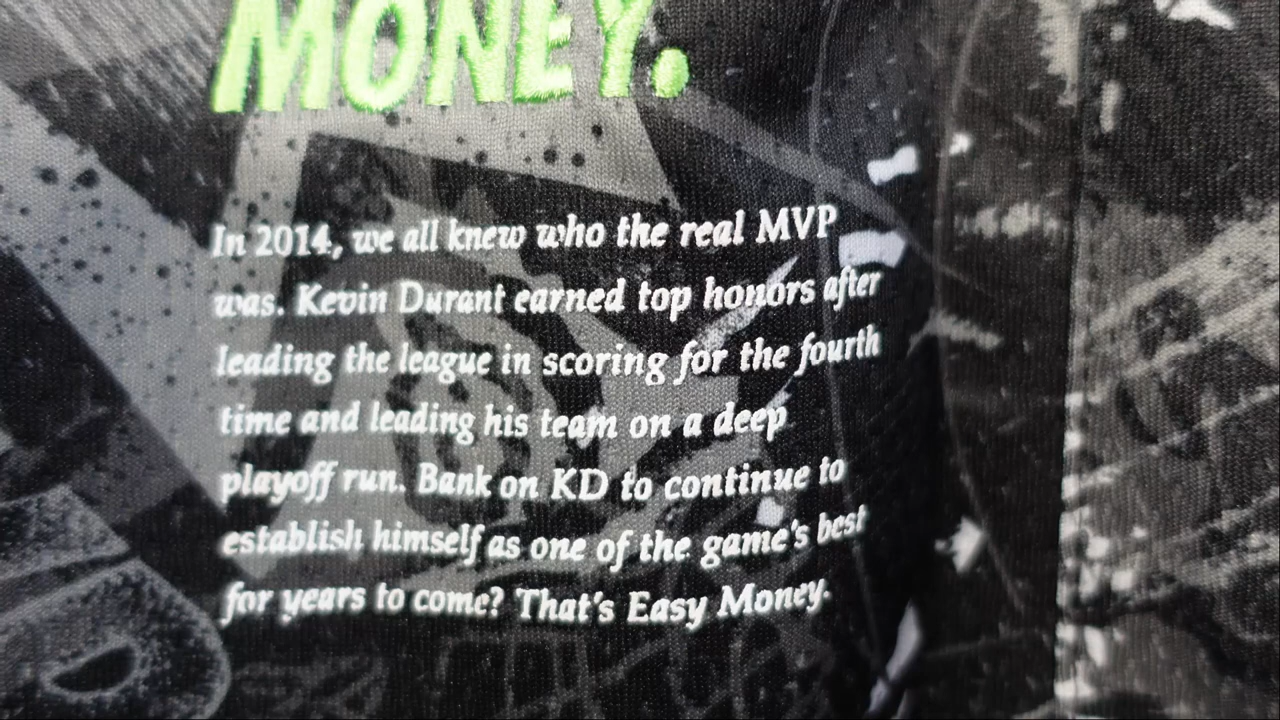 MONEY.
In 2014, we all knew who the real MVP
was. Kevin Durant earned top honors after
leading the league in scoring for the fourth
time and leading his team on a deep
playoff run. Bank on KD to continue to
establish himself as one of the game's best
for years to come? That's Easy Money.